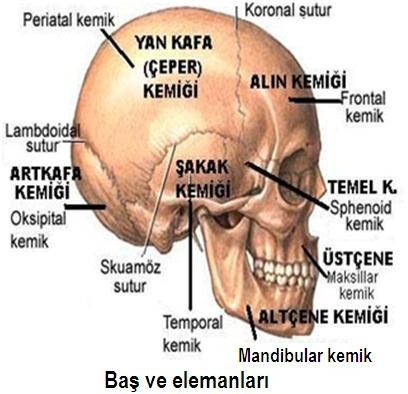 Koronal sutur
Periatal kemik
YAN KAFA
(ÇEPER)
KEMİĞİ
ALIN KEMİĞİ
Frontal
kemik
Lambdoidal
sutur
ARTKAFA
KEMİĞİ
Oksipital
kemik
ŞAKAK
KEMİĞİ
TEMEL K.
Sphenoid
kemik
ÜSTÇENE
Maksillar
kemik
Skuamöz
sutur
Temporal
kemik
ALTÇENE KEMİĞİ
Mandibular kemik
Baş ve elemanları